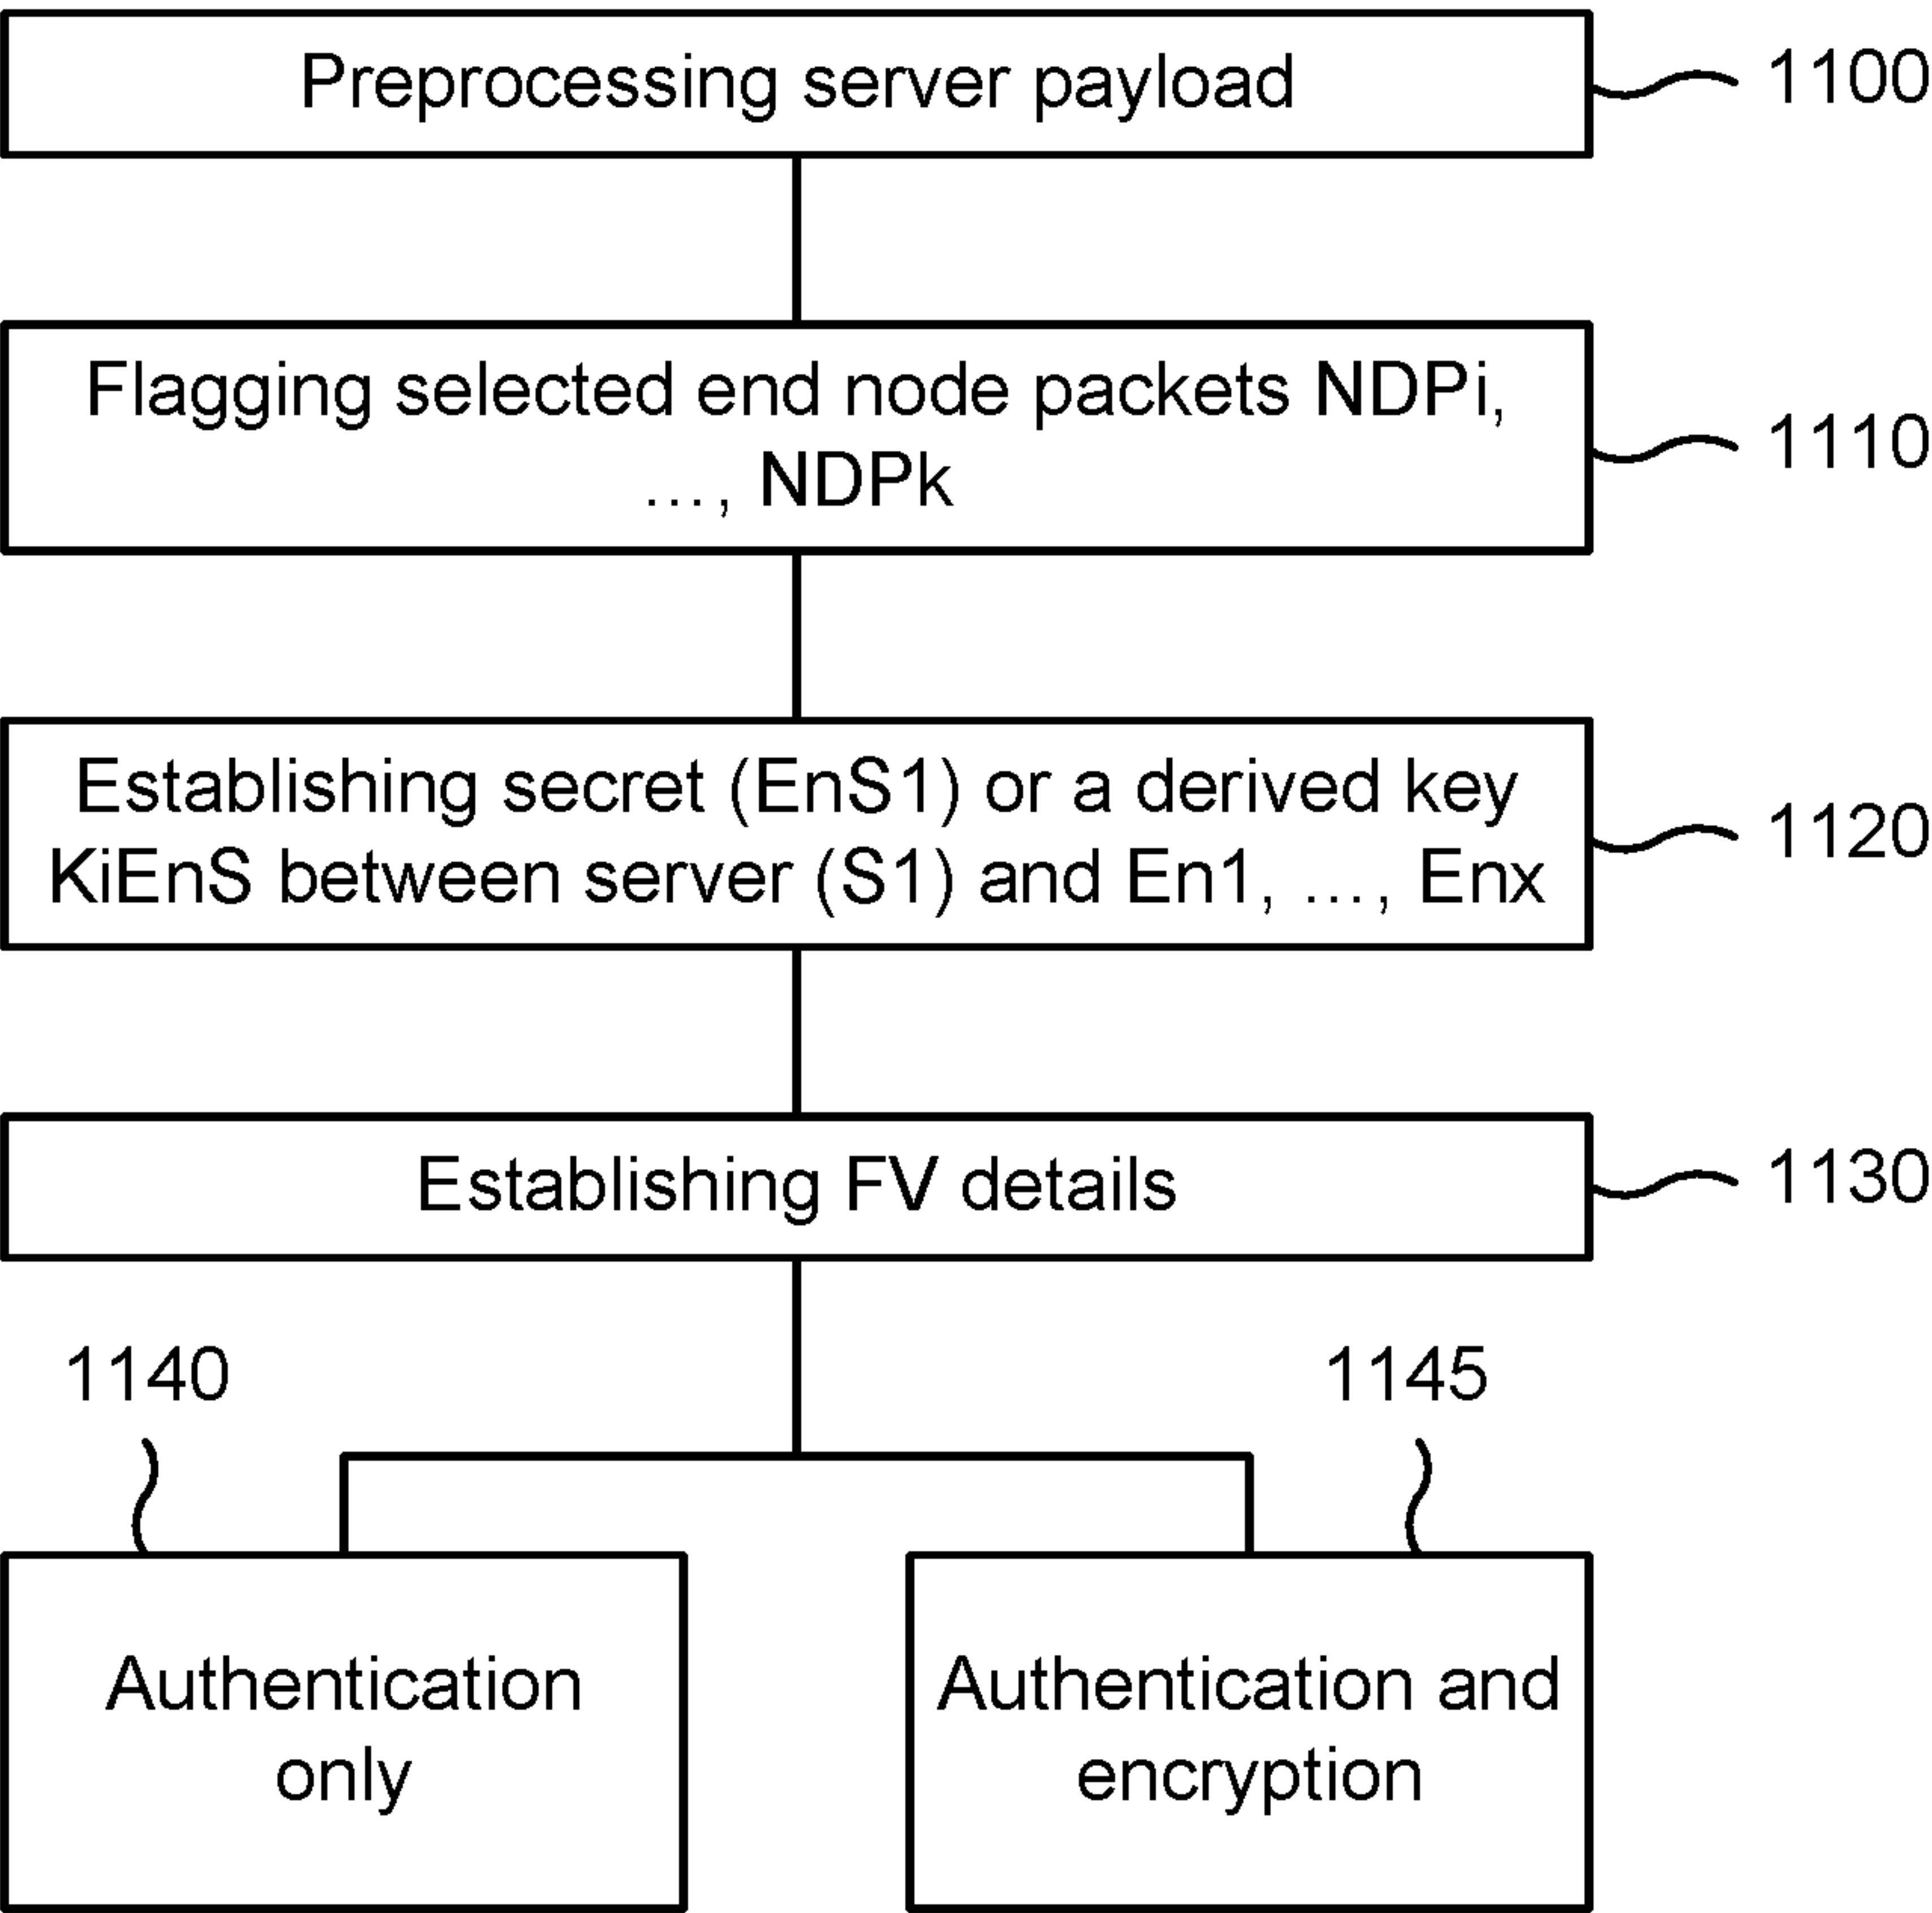 Preprocessing server payload
1100
Flagging selected end node packets NDPi,
..., NDPk
1110
Establishing secret (EnS1) or a derived key
KiEnS between server (S1) and En1, ..., Enx
1120
Establishing FV details
1130
1140
1145
Authentication
only
Authentication and
encryption